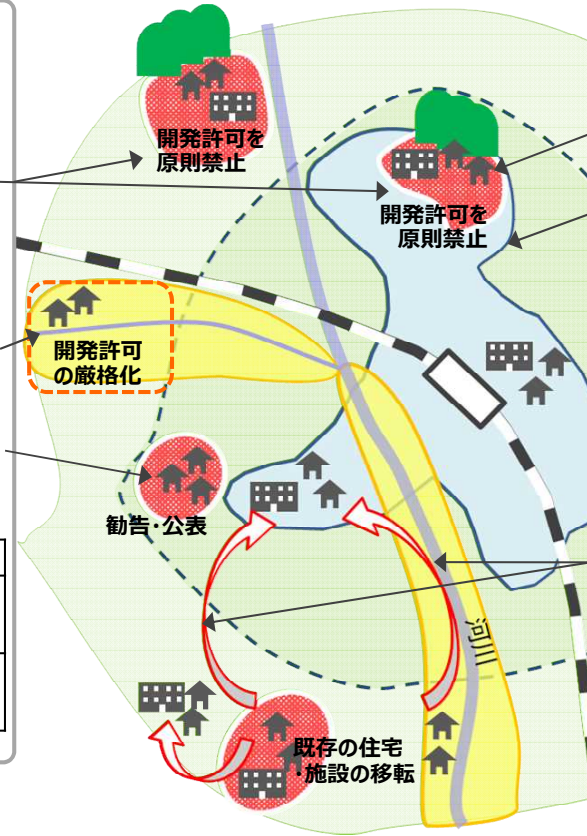 開発許可を
原則禁止
開発許可を
原則禁止
開発許可
の厳格化
勧告・公表
河川
既存の住宅
・施設の移転